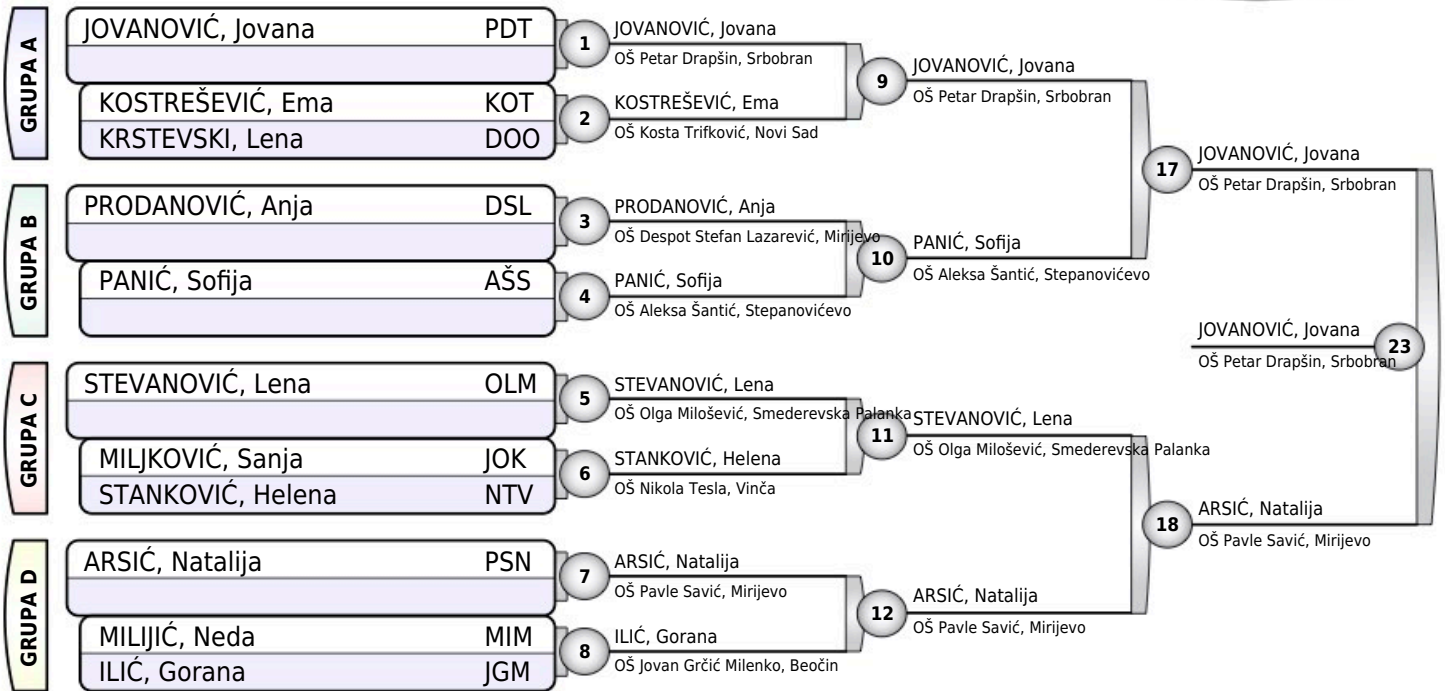 GRUPA A
JOVANOVIĆ, Jovana PDT
KOSTREŠEVIĆ, Ema KOT
KRSTEVSKI, Lena DOO
GRUPA B
PRODANOVIĆ, Anja DSL
PANIĆ, Sofija AŠS
GRUPA C
STEVANOVIĆ, Lena OLM
MILJKOVIĆ, Sanja JOK
STANKOVIĆ, Helena NTV
GRUPA D
ARSIĆ, Natalija PSN
MILIJIĆ, Neda MIM
ILIĆ, Gorana JGM
1
JOVANOVIĆ, Jovana
OŠ Petar Drapšin, Srbobran
2
KOSTREŠEVIĆ, Ema
OŠ Kosta Trifković, Novi Sad
3
PRODANOVIĆ, Anja
OŠ Despot Stefan Lazarević, Mirijevo
4
PANIĆ, Sofija
OŠ Aleksa Šantić, Stepanovićevo
5
STEVANOVIĆ, Lena
OŠ Olga Milošević, Smederevska Palanka
6
STANKOVIĆ, Helena
OŠ Nikola Tesla, Vinča
7
ARSIĆ, Natalija
OŠ Pavle Savić, Mirijevo
8
ILIĆ, Gorana
OŠ Jovan Grčić Milenko, Beočin
9
JOVANOVIĆ, Jovana
OŠ Petar Drapšin, Srbobran
10
PANIĆ, Sofija
OŠ Aleksa Šantić, Stepanovićevo
11
STEVANOVIĆ, Lena
OŠ Olga Milošević, Smederevska Palanka
12
ARSIĆ, Natalija
OŠ Pavle Savić, Mirijevo
17
JOVANOVIĆ, Jovana
OŠ Petar Drapšin, Srbobran
18
ARSIĆ, Natalija
OŠ Pavle Savić, Mirijevo
JOVANOVIĆ, Jovana
OŠ Petar Drapšin, Srbobran
23